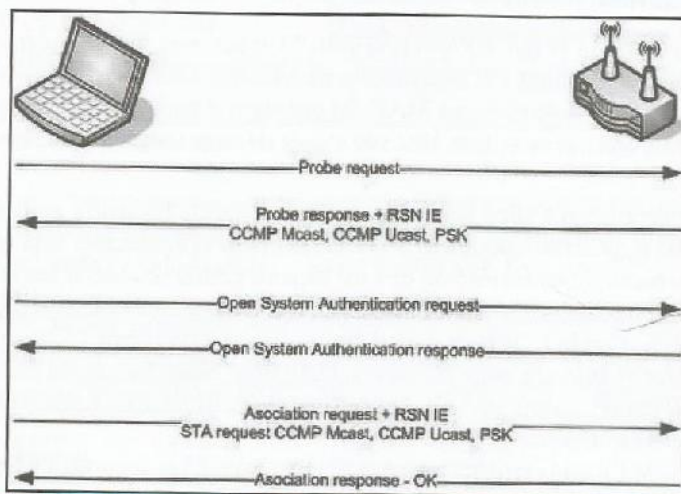 Probe request
Probe response + RSN IE
CCMP Mcast, CCMP Ucast, PSK
Open System Authentication request
Open System Authentication response
Asociation request + RSN IE
STA request CCMP Mcast, CCMP Ucast, PSK
Asociation response - OK